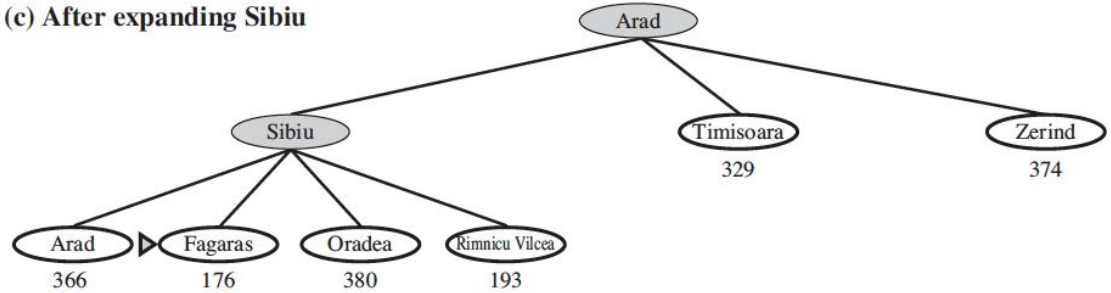 (c) After expanding Sibiu
Arad
Sibiu
Timisoara
Zerind
329
374
Arad
Fagaras
Oradea
Rimnicu Vilcea
366
176
380
193